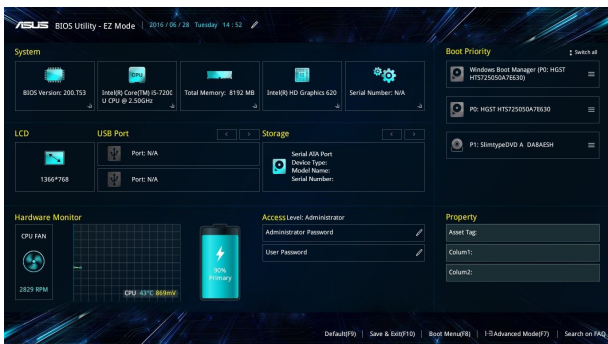 ASUS BIOS Utility - EZ Mode
2016 / 06 / 28 Tuesday 14 : 52
System
BIOS Version: 200.T53
CPU
Intel(R) Core(TM) i5-7200
U CPU @ 2.50GHz
Total Memory: 8192 MB
Intel(R) HD Graphics 620
Serial Number: N/A
Boot Priority
Switch all
Windows Boot Manager (P0: HGST
HTS725050A7E630)
P0: HGST HTS725050A7E630
P1: SlimtypeDVD A DA8AESH
LCD
1366*768
USB Port
Port: N/A
Port: N/A
Storage
Serial ATA Port
Device Type:
Model Name:
Serial Number:
Hardware Monitor
CPU FAN
2829 RPM
CPU 43°C 869mV
90%
Primary
Access Level: Administrator
Administrator Password
User Password
Property
Asset Tag:
Colum1:
Colum2:
Default(F9) | Save & Exit(F10) | Boot Menu(F8) | Advanced Mode(F7) | Search on FAQ